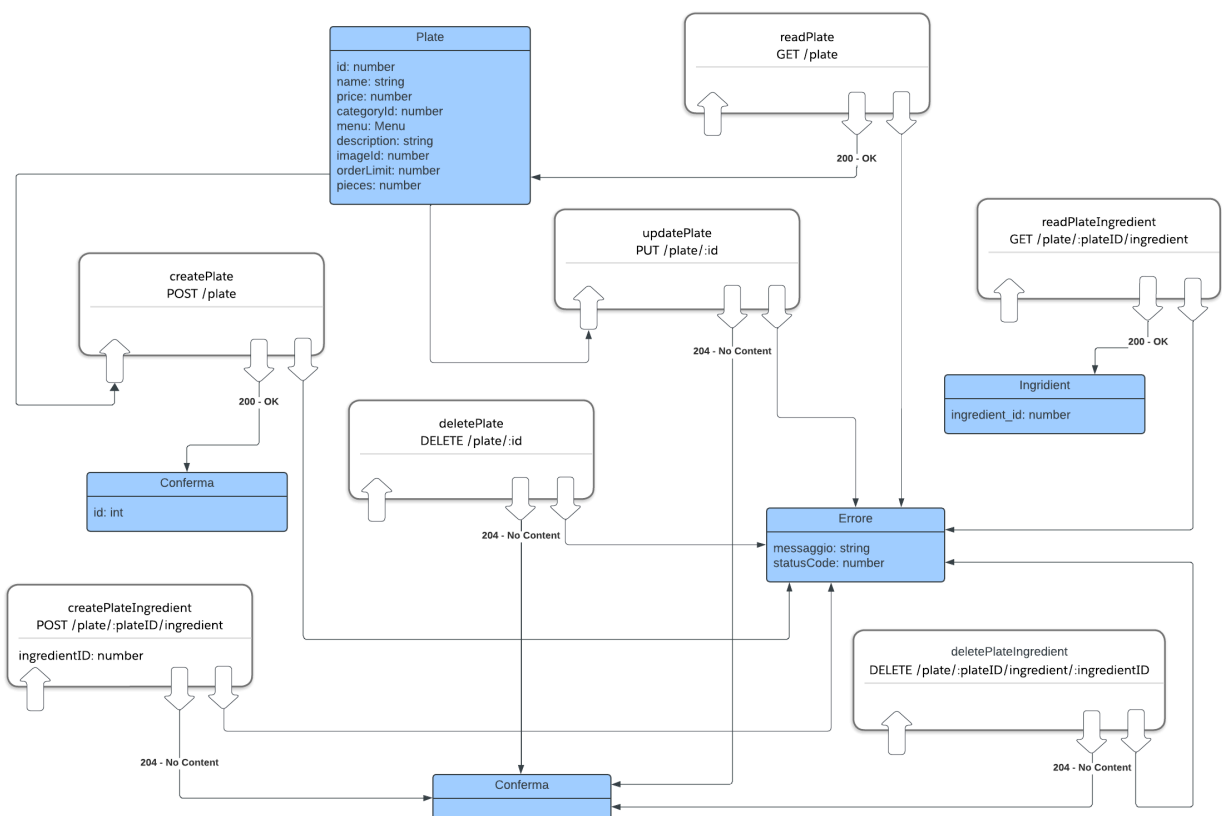 Plate
id: number
name: string
price: number
categoryId: number
menu: Menu
description: string
imageId: number
orderLimit: number
pieces: number
readPlate
GET /plate
200 - OK
updatePlate
PUT /plate/:id
204 - No Content
readPlateIngredient
GET /plate/:plateID/ingredient
200 - OK
Ingridient
ingredient_id: number
createPlate
POST /plate
200 - OK
Conferma
id: int
deletePlate
DELETE /plate/:id
204 - No Content
Errore
messaggio: string
statusCode: number
createPlateIngredient
POST /plate/:plateID/ingredient
ingredientID: number
204 - No Content
deletePlateIngredient
DELETE /plate/:plateID/ingredient/:ingredientID
204 - No Content
Conferma